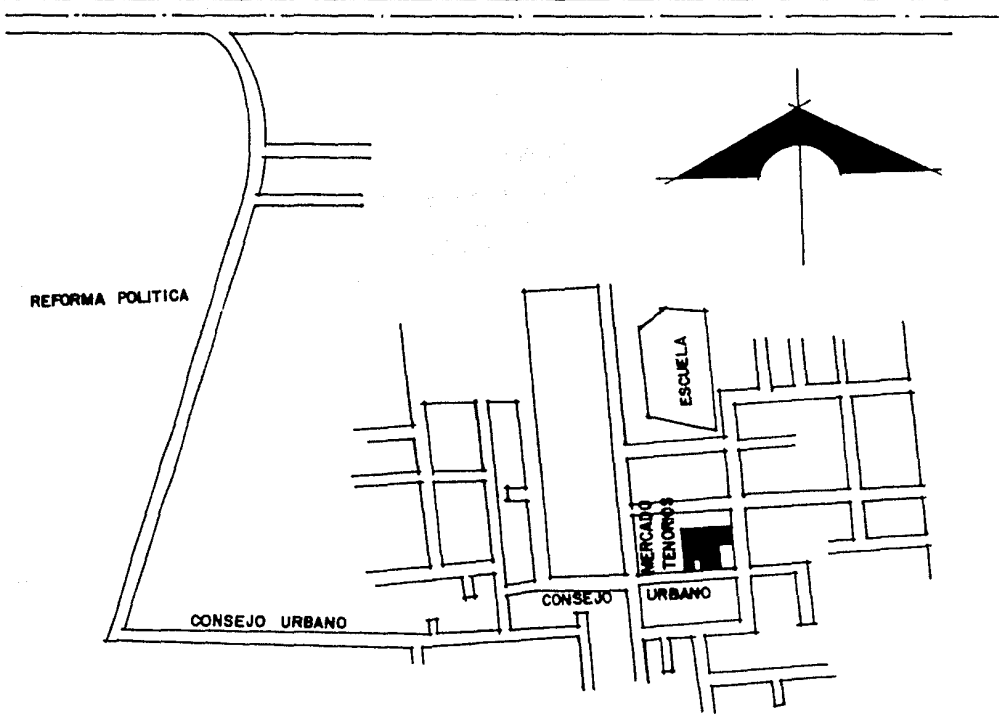 REFORMA POLITICA
ESCUELA
MERCADO
TENORIOS
CONSEJO URBANO
CONSEJO URBANO